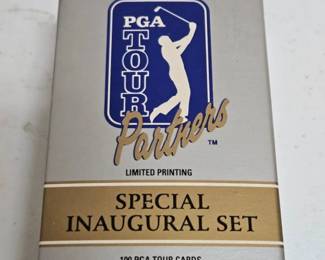 PGA
TOUR
Partners
TM
LIMITED PRINTING
SPECIAL
INAUGURAL SET
100 PGA TOUR CARDS